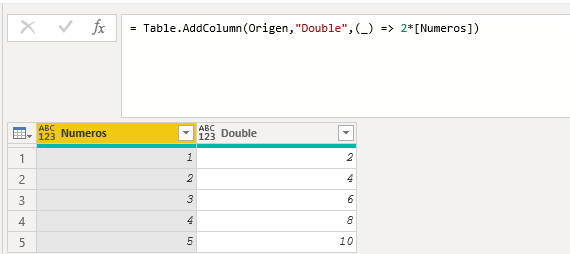 fx = Table.AddColumn(Origen,"Double",(_) => 2*[Numeros])
ABC 123 Numeros ABC 123 Double
1 1 2
2 2 4
3 3 6
4 4 8
5 5 10